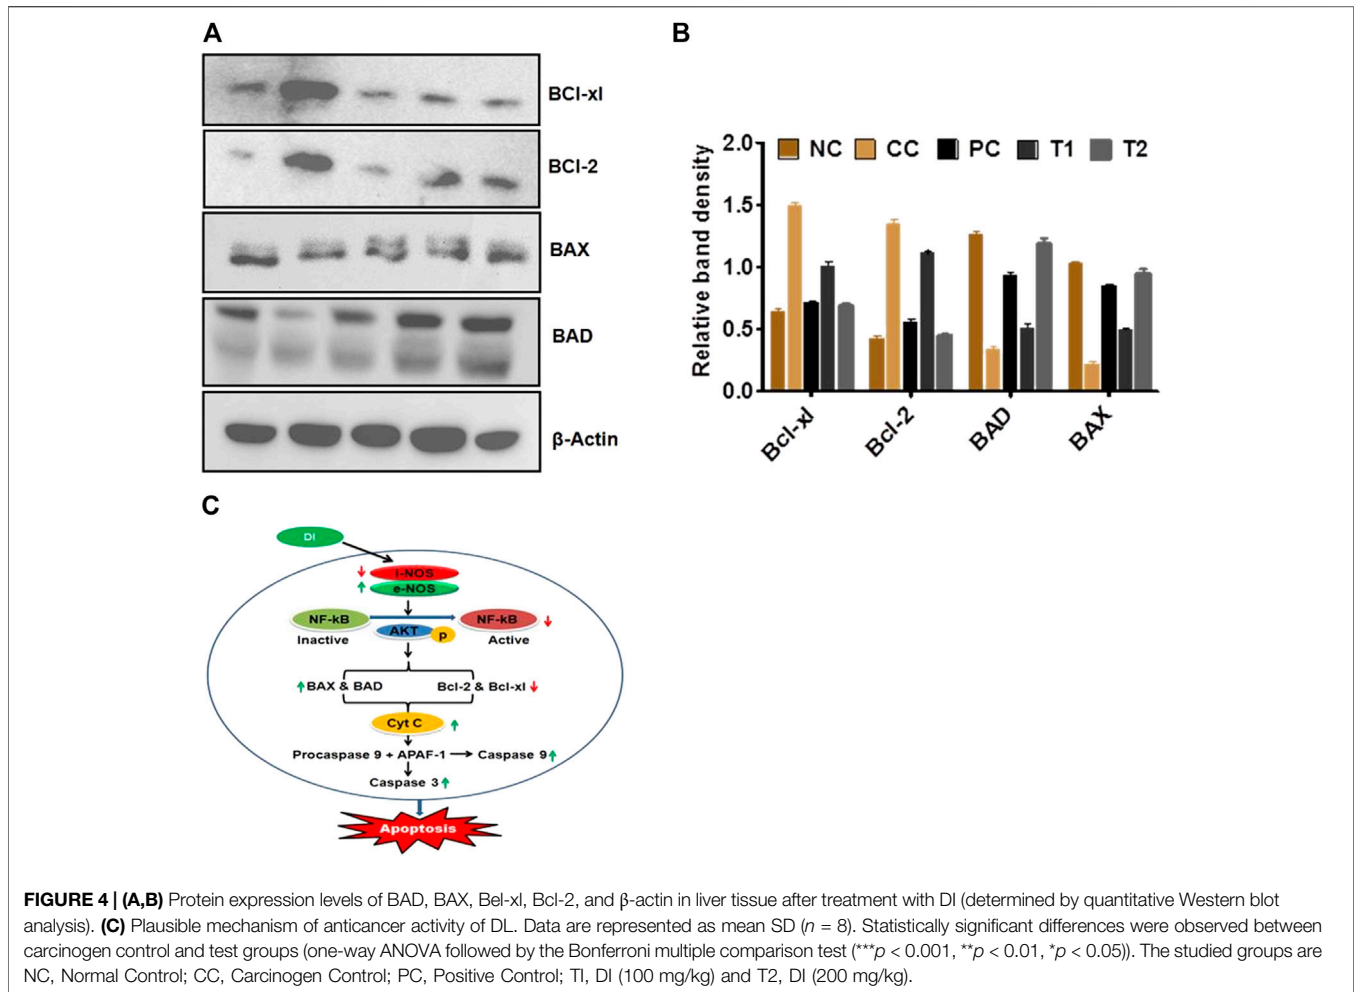 A
BCl-xl
BCl-2
BAX
BAD
β-Actin
B
Relative band density
2.0
1.5
1.0
0.5
0.0
NC CC PC T1 T2
Bcl-xl Bcl-2 BAD BAX
C
DI
i-NOS
e-NOS
NF-kB NF-kB
AKT p
Inactive Active
BAX & BAD Bcl-2 & Bcl-xl
Cyt C
Procaspase 9 + APAF-1 Caspase 9
Caspase 3
Apoptosis
FIGURE 4 | (A,B) Protein expression levels of BAD, BAX, Bel-xl, Bcl-2, and β-actin in liver tissue after treatment with DI (determined by quantitative Western blot
analysis). (C) Plausible mechanism of anticancer activity of DL. Data are represented as mean SD (n = 8). Statistically significant differences were observed between
carcinogen control and test groups (one-way ANOVA followed by the Bonferroni multiple comparison test (***p < 0.001, **p < 0.01, *p < 0.05)). The studied groups are
NC, Normal Control; CC, Carcinogen Control; PC, Positive Control; TI, DI (100 mg/kg) and T2, DI (200 mg/kg).